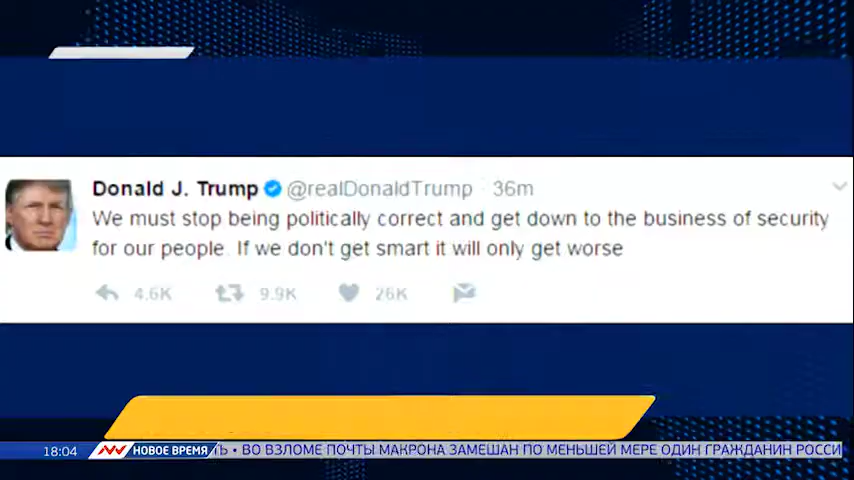 Donald J. Trump @realDonaldTrump · 36m
We must stop being politically correct and get down to the business of security
for our people. If we don't get smart it will only get worse
4.6K 9.9K 26K
18:04 НОВОЕ ВРЕМЯ ТЬ • ВО ВЗЛОМЕ ПОЧТЫ МАКРОНА ЗАМЕШАН ПО МЕНЬШЕЙ МЕРЕ ОДИН ГРАЖДАНИН РОССИ